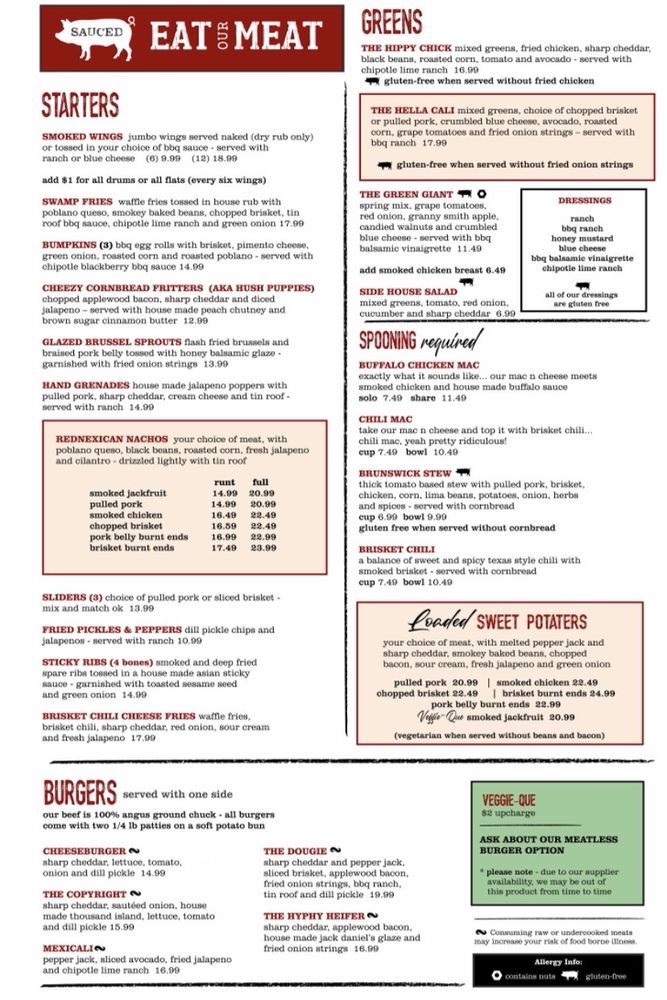 SAUCED
EAT OUR MEAT
STARTERS
SMOKED WINGS jumbo wings served naked (dry rub only)
or tossed in your choice of bbq sauce - served with
ranch or blue cheese (6) 9.99 (12) 18.99
add $1 for all drums or all flats (every six wings)
SWAMP FRIES waffle fries tossed in house rub with
poblano queso, smokey baked beans, chopped brisket, tin
roof bbq sauce, chipotle lime ranch and green onion 17.99
BUMPKINS (3) bbq egg rolls with brisket, pimento cheese,
green onion, roasted corn and roasted poblano - served with
chipotle blackberry bbq sauce 14.99
CHEEZY CORNBREAD FRITTERS (AKA HUSH PUPPIES)
chopped applewood bacon, sharp cheddar and diced
jalapeno – served with house made peach chutney and
brown sugar cinnamon butter 12.99
GLAZED BRUSSEL SPROUTS flash fried brussels and
braised pork belly tossed with honey balsamic glaze -
garnished with fried onion strings 13.99
HAND GRENADES house made jalapeno poppers with
pulled pork, sharp cheddar, cream cheese and tin roof -
served with ranch 14.99
REDNEXICAN NACHOS your choice of meat, with
poblano queso, black beans, roasted corn, fresh jalapeno
and cilantro - drizzled lightly with tin roof
runt full
smoked jackfruit 14.99 20.99
pulled pork 14.99 20.99
smoked chicken 16.49 22.49
chopped brisket 16.59 22.49
pork belly burnt ends 16.99 22.99
brisket burnt ends 17.49 23.99
SLIDERS (3) choice of pulled pork or sliced brisket -
mix and match ok 13.99
FRIED PICKLES & PEPPERS dill pickle chips and
jalapenos - served with ranch 10.99
STICKY RIBS (4 bones) smoked and deep fried
spare ribs tossed in a house made asian sticky
sauce - garnished with toasted sesame seed
and green onion 14.99
BRISKET CHILI CHEESE FRIES waffle fries,
brisket chili, sharp cheddar, red onion, sour cream
and fresh jalapeno 17.99
GREENS
THE HIPPY CHICK mixed greens, fried chicken, sharp cheddar,
black beans, roasted corn, tomato and avocado - served with
chipotle lime ranch 16.99
gluten-free when served without fried chicken
THE HELLA CALI mixed greens, choice of chopped brisket
or pulled pork, crumbled blue cheese, avocado, roasted
corn, grape tomatoes and fried onion strings – served with
bbq ranch 17.99
gluten-free when served without fried onion strings
THE GREEN GIANT
spring mix, grape tomatoes,
red onion, granny smith apple,
candied walnuts and crumbled
blue cheese - served with bbq
balsamic vinaigrette 11.49
add smoked chicken breast 6.49
SIDE HOUSE SALAD
mixed greens, tomato, red onion,
cucumber and sharp cheddar 6.99
DRESSINGS
ranch
bbq ranch
honey mustard
blue cheese
bbq balsamic vinaigrette
chipotle lime ranch
all of our dressings
are gluten free
SPOONING required
BUFFALO CHICKEN MAC
exactly what it sounds like... our mac n cheese meets
smoked chicken and house made buffalo sauce
solo 7.49 share 11.49
CHILI MAC
take our mac n cheese and top it with brisket chili...
chili mac, yeah pretty ridiculous!
cup 7.49 bowl 10.49
BRUNSWICK STEW
thick tomato based stew with pulled pork, brisket,
chicken, corn, lima beans, potatoes, onion, herbs
and spices - served with cornbread
cup 6.99 bowl 9.99
gluten free when served without cornbread
BRISKET CHILI
a balance of sweet and spicy texas style chili with
smoked brisket - served with cornbread
cup 7.49 bowl 10.49
Loaded SWEET POTATERS
your choice of meat, with melted pepper jack and
sharp cheddar, smokey baked beans, chopped
bacon, sour cream, fresh jalapeno and green onion
pulled pork 20.99 | smoked chicken 22.49
chopped brisket 22.49 | brisket burnt ends 24.99
pork belly burnt ends 22.99
Veggie-Que smoked jackfruit 20.99
(vegetarian when served without beans and bacon)
BURGERS served with one side
our beef is 100% angus ground chuck - all burgers
come with two 1/4 lb patties on a soft potato bun
CHEESEBURGER
sharp cheddar, lettuce, tomato,
onion and dill pickle 14.99
THE COPYRIGHT
sharp cheddar, sautéed onion, house
made thousand island, lettuce, tomato
and dill pickle 15.99
MEXICALI
pepper jack, sliced avocado, fried jalapeno
and chipotle lime ranch 16.99
THE DOUGIE
sharp cheddar and pepper jack,
sliced brisket, applewood bacon,
fried onion strings, bbq ranch,
tin roof and dill pickle 19.99
THE HYPHY HEIFER
sharp cheddar, applewood bacon,
house made jack daniel's glaze and
fried onion strings 16.99
VEGGIE-QUE
$2 upcharge
ASK ABOUT OUR MEATLESS
BURGER OPTION
* please note - due to our supplier
availability, we may be out of
this product from time to time
Consuming raw or undercooked meats
may increase your risk of food borne illness.
Allergy Info:
contains nuts gluten-free